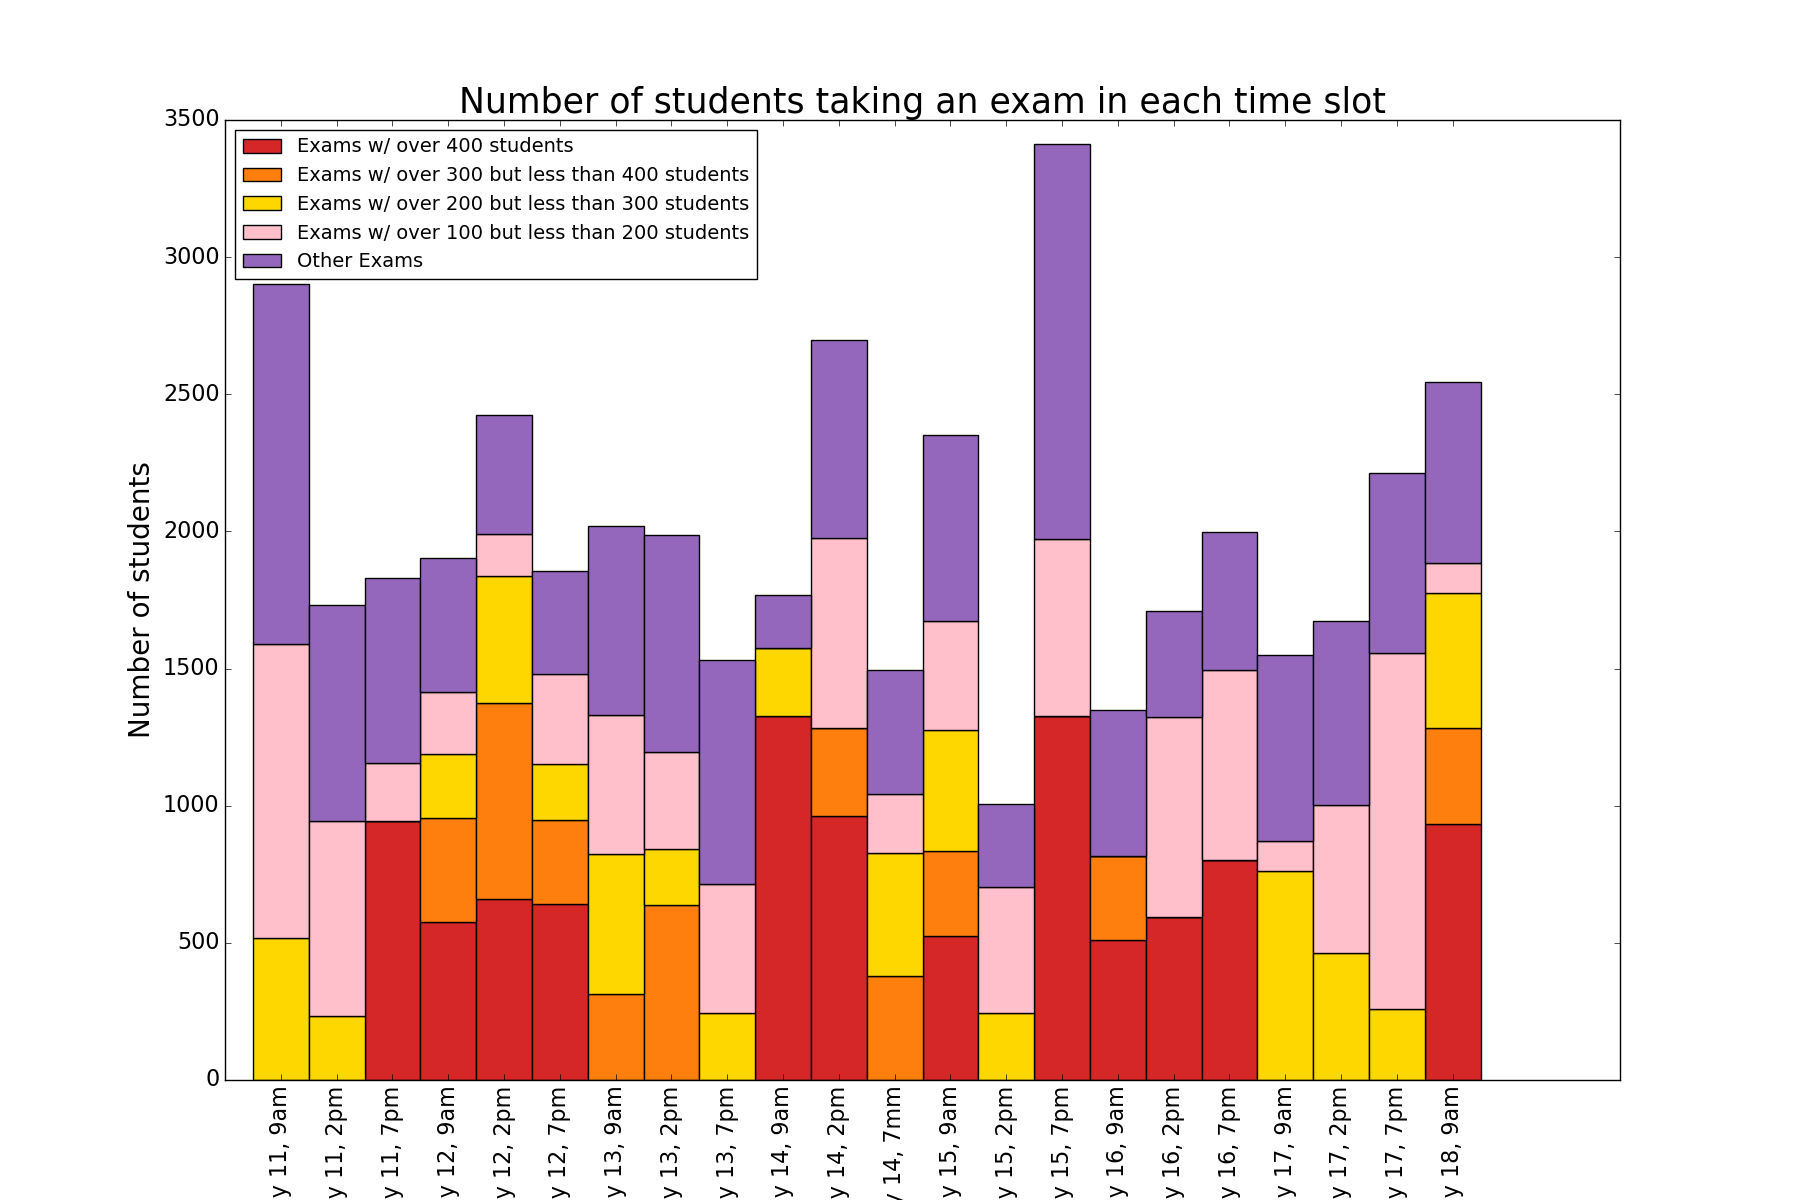 Number of students taking an exam in each time slot
3500
3000
2500
2000
1500
1000
500
0
Number of students
Exams w/ over 400 students
Exams w/ over 300 but less than 400 students
Exams w/ over 200 but less than 300 students
Exams w/ over 100 but less than 200 students
Other Exams
y 11, 9am
y 11, 2pm
y 11, 7pm
y 12, 9am
y 12, 2pm
y 12, 7pm
y 13, 9am
y 13, 2pm
y 13, 7pm
y 14, 9am
y 14, 2pm
y 14, 7mm
y 15, 9am
y 15, 2pm
y 15, 7pm
y 16, 9am
y 16, 2pm
y 16, 7pm
y 17, 9am
y 17, 2pm
y 17, 7pm
y 18, 9am